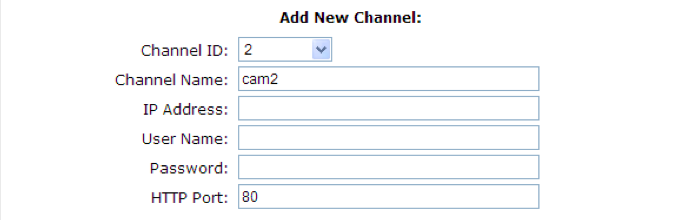 Add New Channel:
Channel ID: 2
Channel Name: cam2
IP Address:
User Name:
Password:
HTTP Port: 80